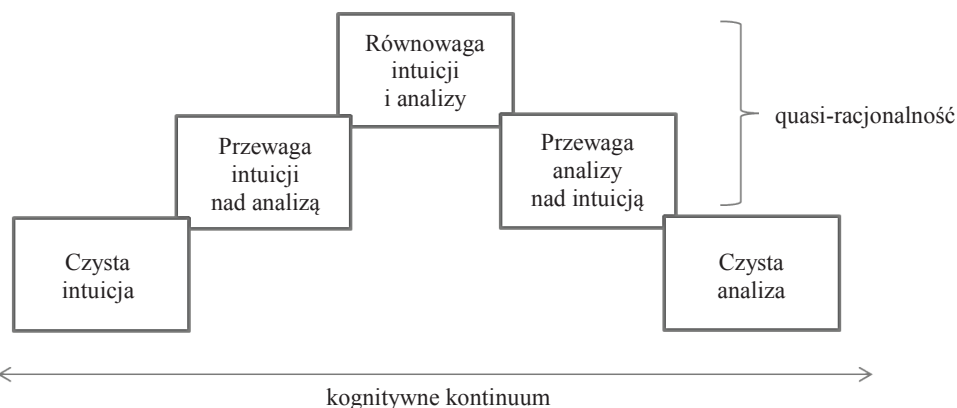 Równowaga
intuicji
i analizy
quasi-racjonalność
Przewaga
intuicji
nad analizą
Przewaga
analizy
nad intuicją
Czysta
intuicja
Czysta
analiza
kognitywne kontinuum